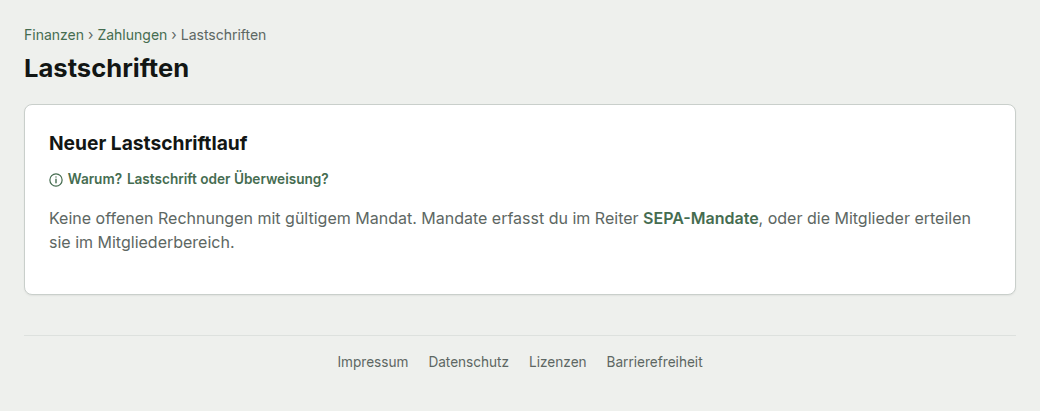 Finanzen › Zahlungen › Lastschriften
Lastschriften
Neuer Lastschriftlauf
Warum? Lastschrift oder Überweisung?
Keine offenen Rechnungen mit gültigem Mandat. Mandate erfasst du im Reiter SEPA-Mandate, oder die Mitglieder erteilen
sie im Mitgliederbereich.
Impressum Datenschutz Lizenzen Barrierefreiheit